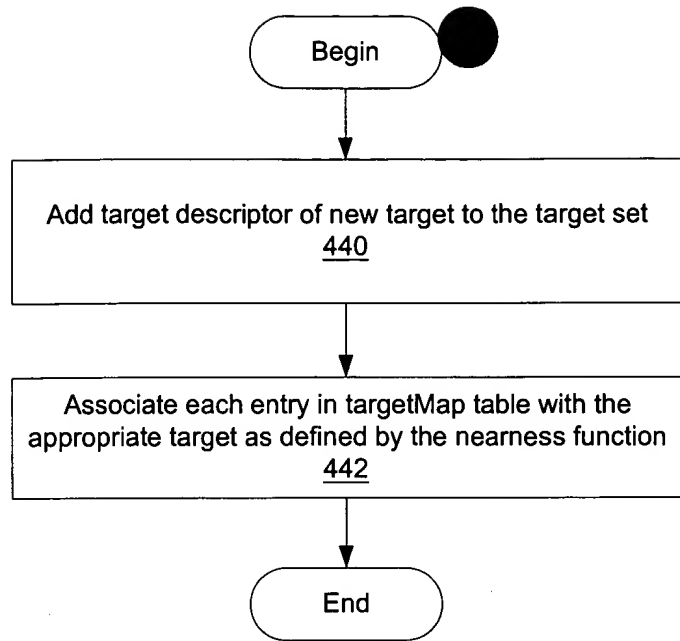 Begin
Add target descriptor of new target to the target set
440
Associate each entry in targetMap table with the
appropriate target as defined by the nearness function
442
End